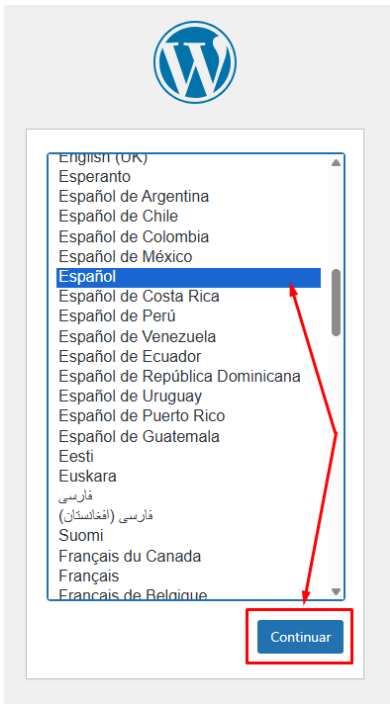 English (UK)
Esperanto
Español de Argentina
Español de Chile
Español de Colombia
Español de México
Español
Español de Costa Rica
Español de Perú
Español de Venezuela
Español de Ecuador
Español de República Dominicana
Español de Uruguay
Español de Puerto Rico
Español de Guatemala
Eesti
Euskara
فارسی
فارسی (افغانستان)
Suomi
Français du Canada
Français
Français de Belgique
Continuar